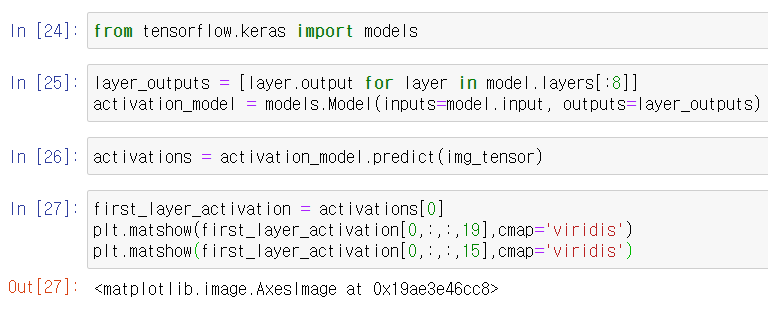 In [24]: from tensorflow.keras import models
In [25]: layer_outputs = [layer.output for layer in model.layers[:8]]
activation_model = models.Model(inputs=model.input, outputs=layer_outputs)
In [26]: activations = activation_model.predict(img_tensor)
In [27]: first_layer_activation = activations[0]
plt.matshow(first_layer_activation[0,:,:,19],cmap='viridis')
plt.matshow(first_layer_activation[0,:,:,15],cmap='viridis')
Out[27]: <matplotlib.image.AxesImage at 0x19ae3e46cc8>